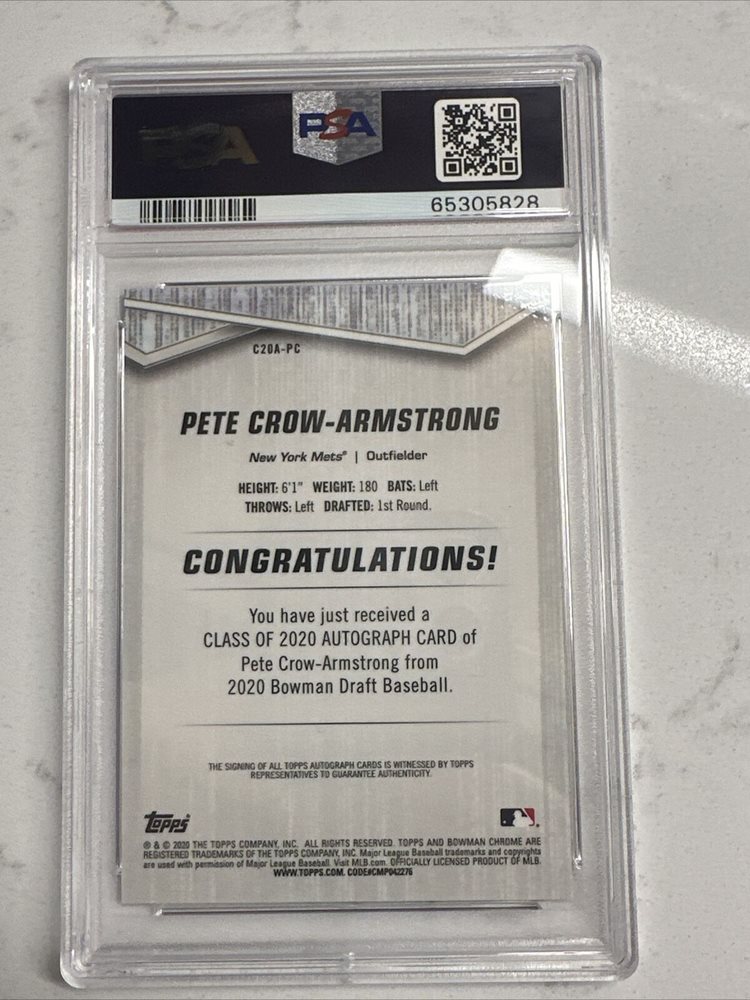 PSA
PSA
65305828
C20A-PC
PETE CROW-ARMSTRONG
New York Mets® | Outfielder
HEIGHT: 6'1" WEIGHT: 180 BATS: Left
THROWS: Left DRAFTED: 1st Round.
CONGRATULATIONS!
You have just received a
CLASS OF 2020 AUTOGRAPH CARD of
Pete Crow-Armstrong from
2020 Bowman Draft Baseball.
THE SIGNING OF ALL TOPPS AUTOGRAPH CARDS IS WITNESSED BY TOPPS
REPRESENTATIVES TO GUARANTEE AUTHENTICITY.
Topps
® & © 2020 THE TOPPS COMPANY, INC. ALL RIGHTS RESERVED. TOPPS AND BOWMAN CHROME ARE
REGISTERED TRADEMARKS OF THE TOPPS COMPANY, INC. Major League Baseball trademarks and copyrights
are used with permission of Major League Baseball. Visit MLB.com. OFFICIALLY LICENSED PRODUCT OF MLB.
WWW.TOPPS.COM. CODE#CMP042276